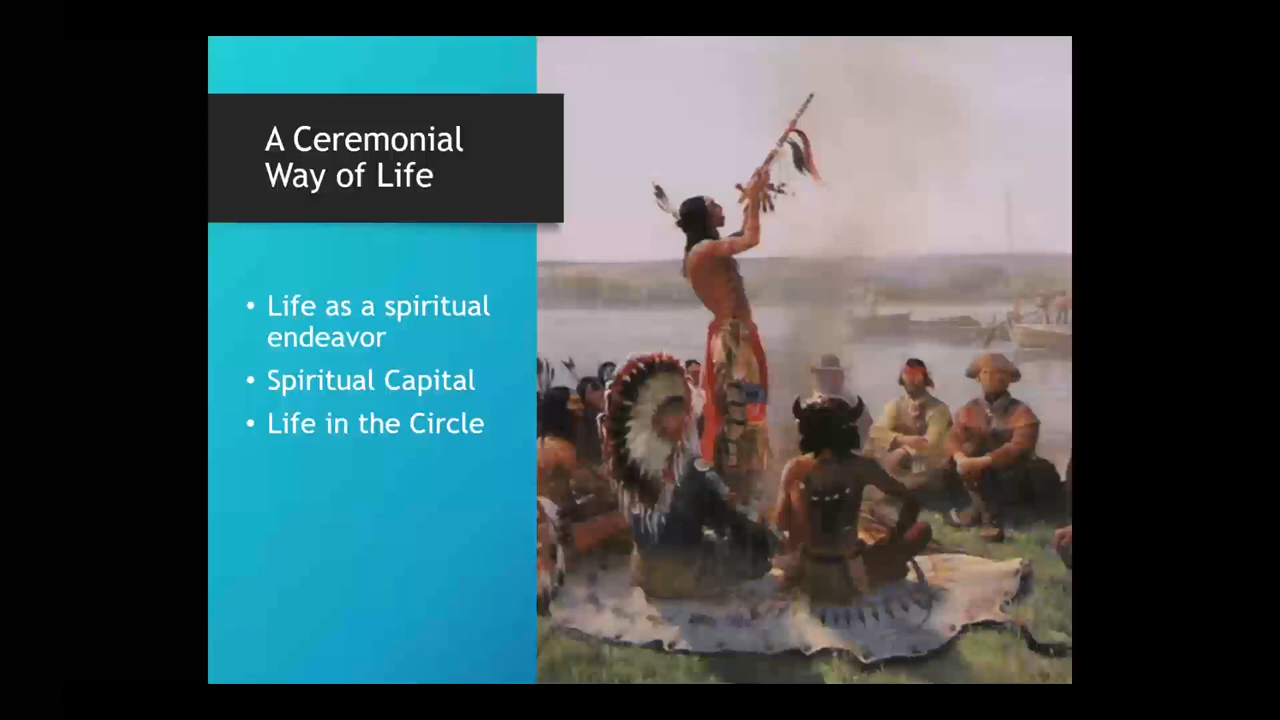 A Ceremonial
Way of Life
• Life as a spiritual
endeavor
• Spiritual Capital
• Life in the Circle